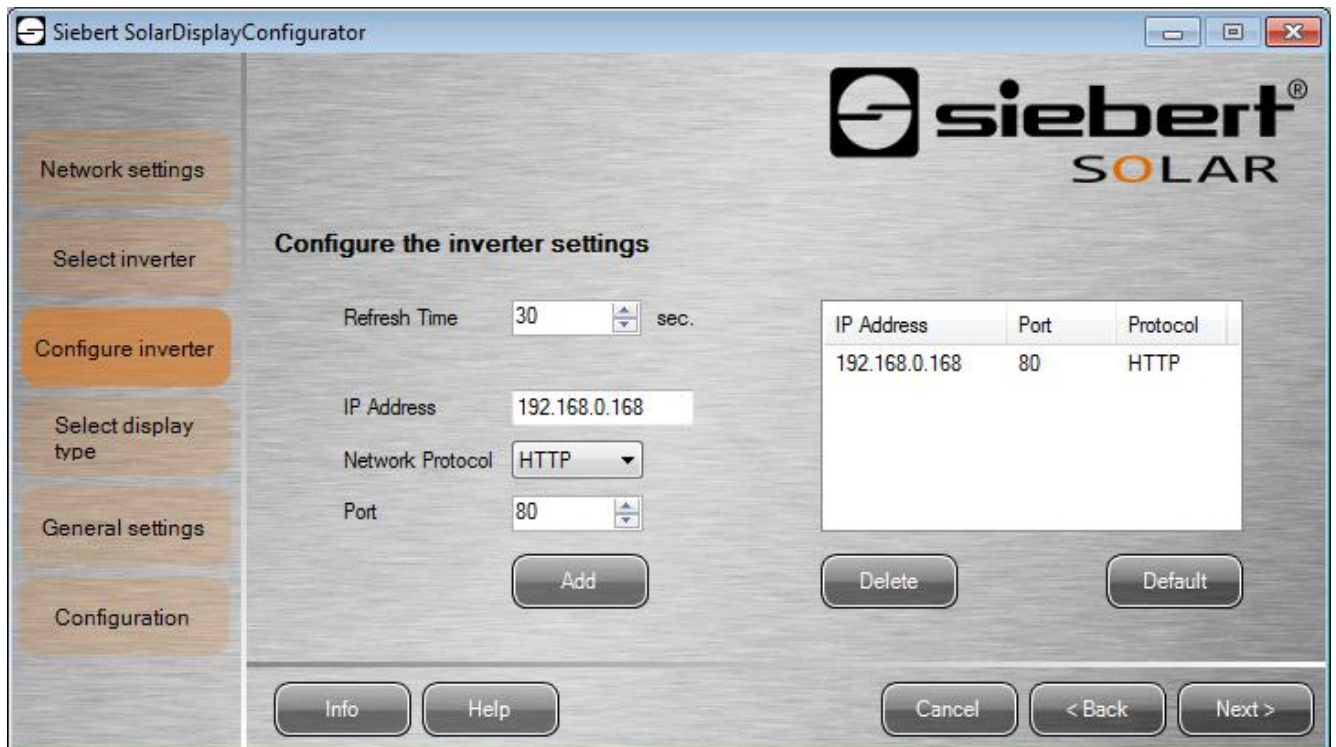 Siebert SolarDisplayConfigurator
siebert®
SOLAR
Network settings
Select inverter
Configure inverter
Select display
type
General settings
Configuration
Configure the inverter settings
Refresh Time 30 sec.
IP Address 192.168.0.168
Network Protocol HTTP
Port 80
Add
IP Address Port Protocol
192.168.0.168 80 HTTP
Delete Default
Info Help Cancel < Back Next >